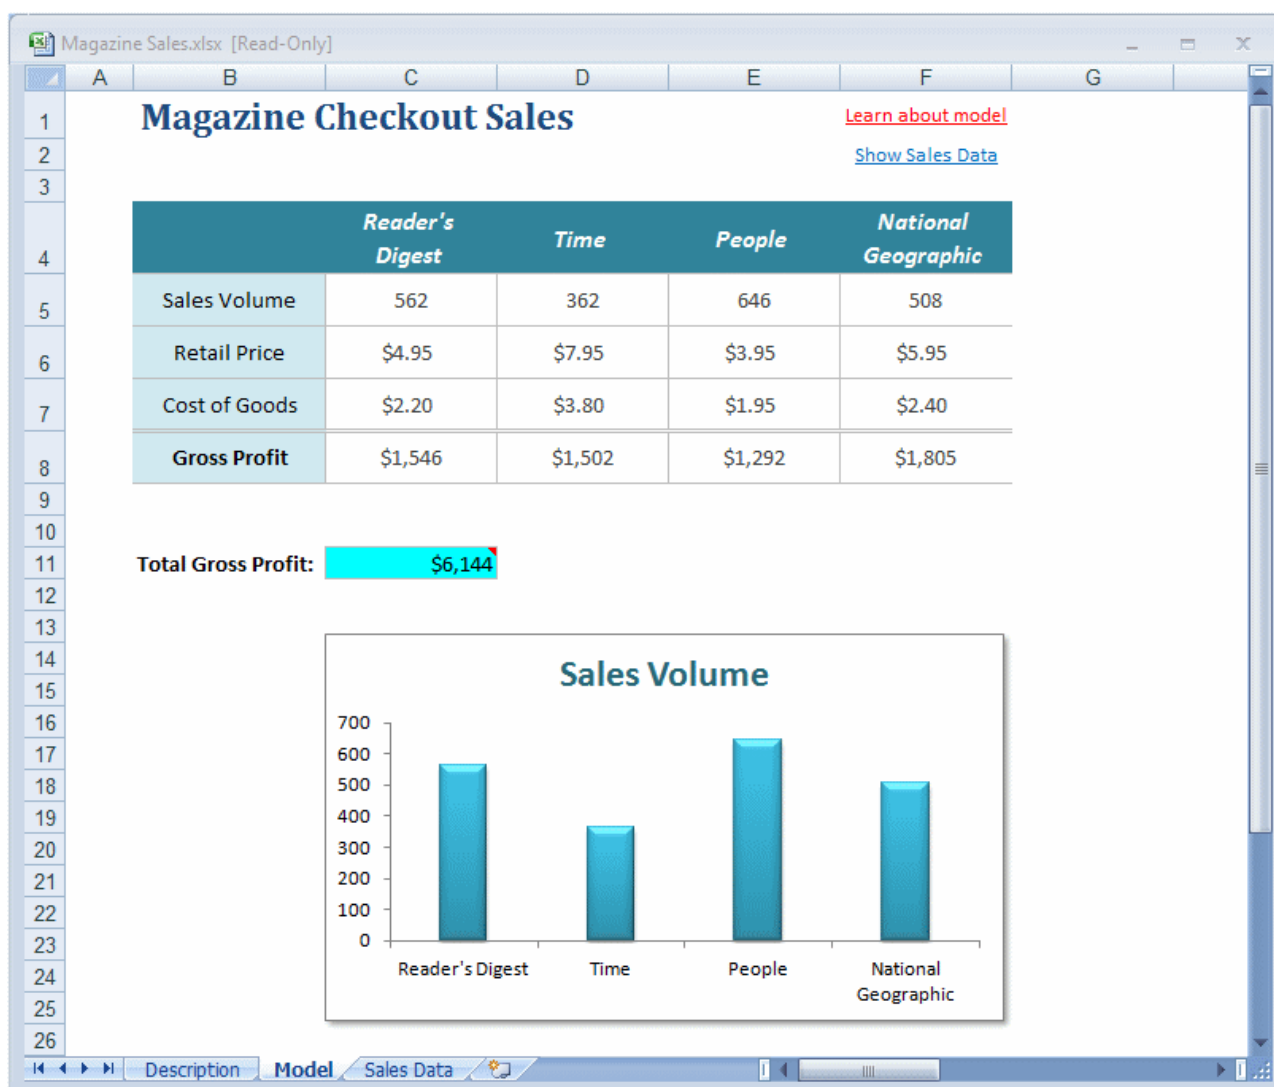 Magazine Sales.xlsx [Read-Only]
A B C D E F G
1 Magazine Checkout Sales Learn about model
2 Show Sales Data
3
4 Reader's Digest Time People National Geographic
5 Sales Volume 562 362 646 508
6 Retail Price $4.95 $7.95 $3.95 $5.95
7 Cost of Goods $2.20 $3.80 $1.95 $2.40
8 Gross Profit $1,546 $1,502 $1,292 $1,805
9
10
11 Total Gross Profit: $6,144
12
13
14
15
16
17
18
19
20
21
22
23
24
25
26
Sales Volume
700
600
500
400
300
200
100
0
Reader's Digest Time People National
Geographic
Description Model Sales Data